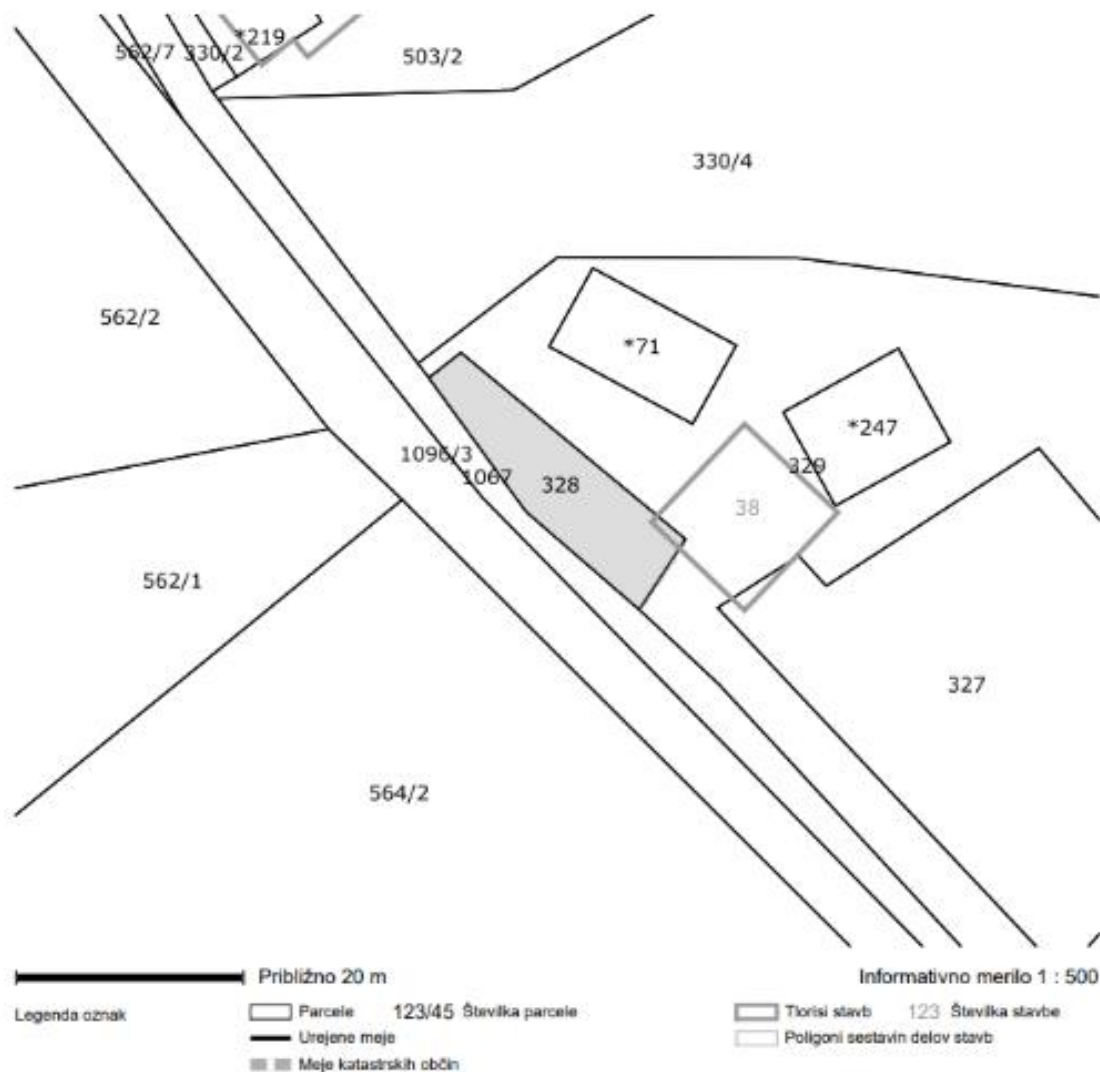 *219
562/7 330/2
503/2
330/4
562/2
*71
*247
1096/3
329
1067
328
38
562/1
327
564/2
Približno 20 m
Informativno merilo 1 : 500
Legenda oznak
Parcele 123/45 Številka parcele
Tlorisi stavb 123 Številka stavbe
Urejene meje
Poligoni sestavin delov stavb
Meje katastrskih občin